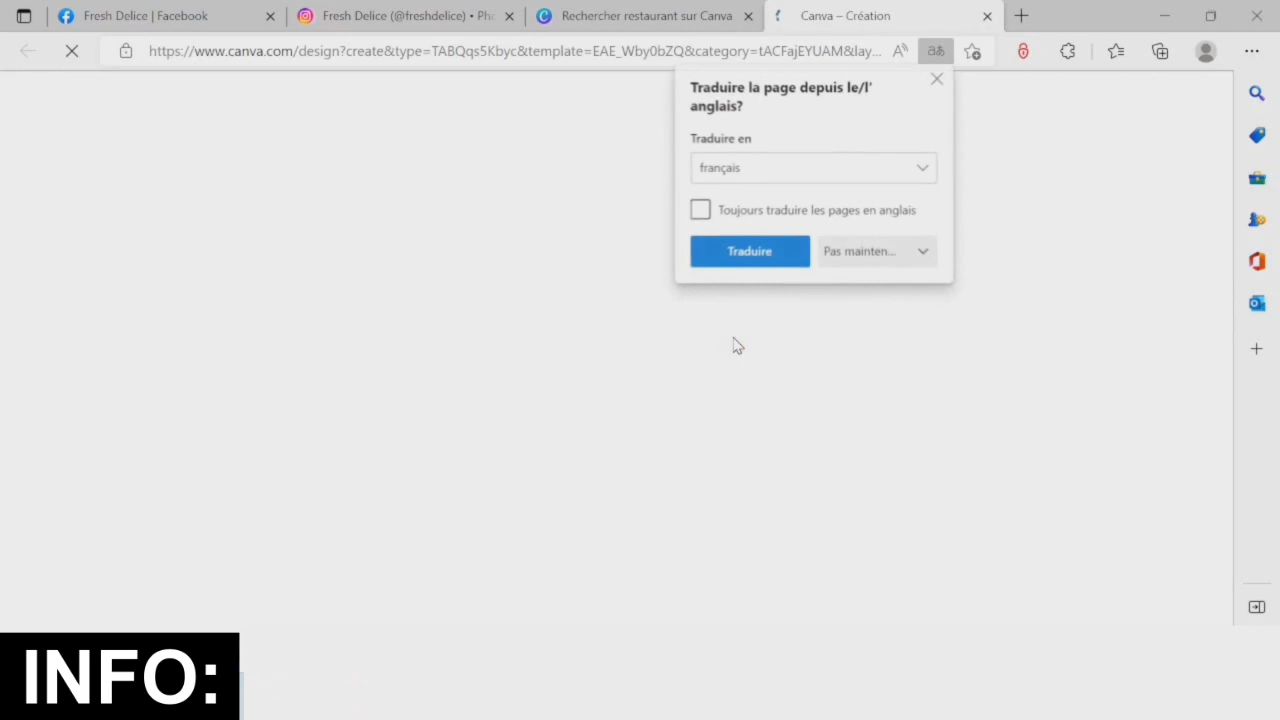 Fresh Delice | Facebook
Fresh Delice (@freshdelice) • Ph
Rechercher restaurant sur Canva
Canva – Création
https://www.canva.com/design?create&type=TABQqs5Kbyc&template=EAE_Wby0bZQ&category=tACFajEYUAM&lay...
Traduire la page depuis le/l'
anglais?
Traduire en
français
Toujours traduire les pages en anglais
Traduire
Pas mainten...
INFO: